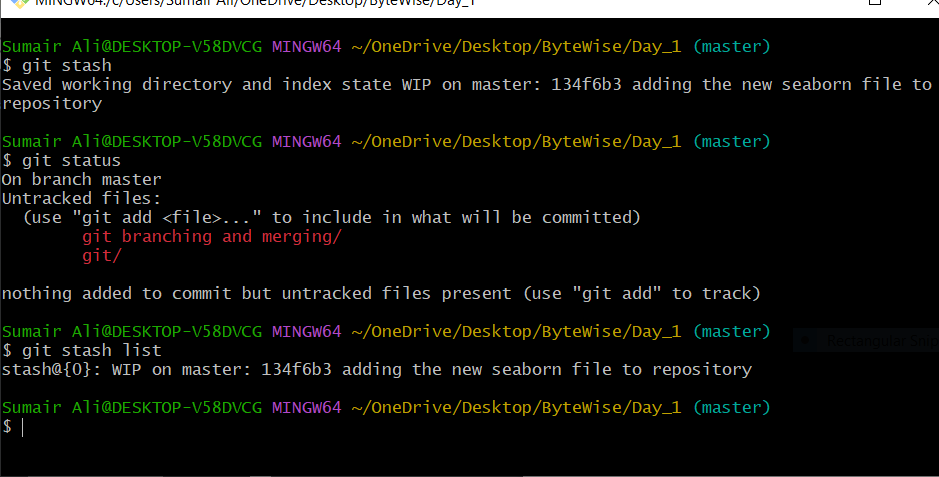 MINGW64:/c/Users/Sumair Ali/OneDrive/Desktop/ByteWise/Day_1
Sumair Ali@DESKTOP-V58DVCG MINGW64 ~/OneDrive/Desktop/ByteWise/Day_1 (master)
$ git stash
Saved working directory and index state WIP on master: 134f6b3 adding the new seaborn file to
repository
Sumair Ali@DESKTOP-V58DVCG MINGW64 ~/OneDrive/Desktop/ByteWise/Day_1 (master)
$ git status
On branch master
Untracked files:
  (use "git add <file>..." to include in what will be committed)
        git branching and merging/
        git/
nothing added to commit but untracked files present (use "git add" to track)
Sumair Ali@DESKTOP-V58DVCG MINGW64 ~/OneDrive/Desktop/ByteWise/Day_1 (master)
$ git stash list
Rectangular Snip
stash@{0}: WIP on master: 134f6b3 adding the new seaborn file to repository
Sumair Ali@DESKTOP-V58DVCG MINGW64 ~/OneDrive/Desktop/ByteWise/Day_1 (master)
$